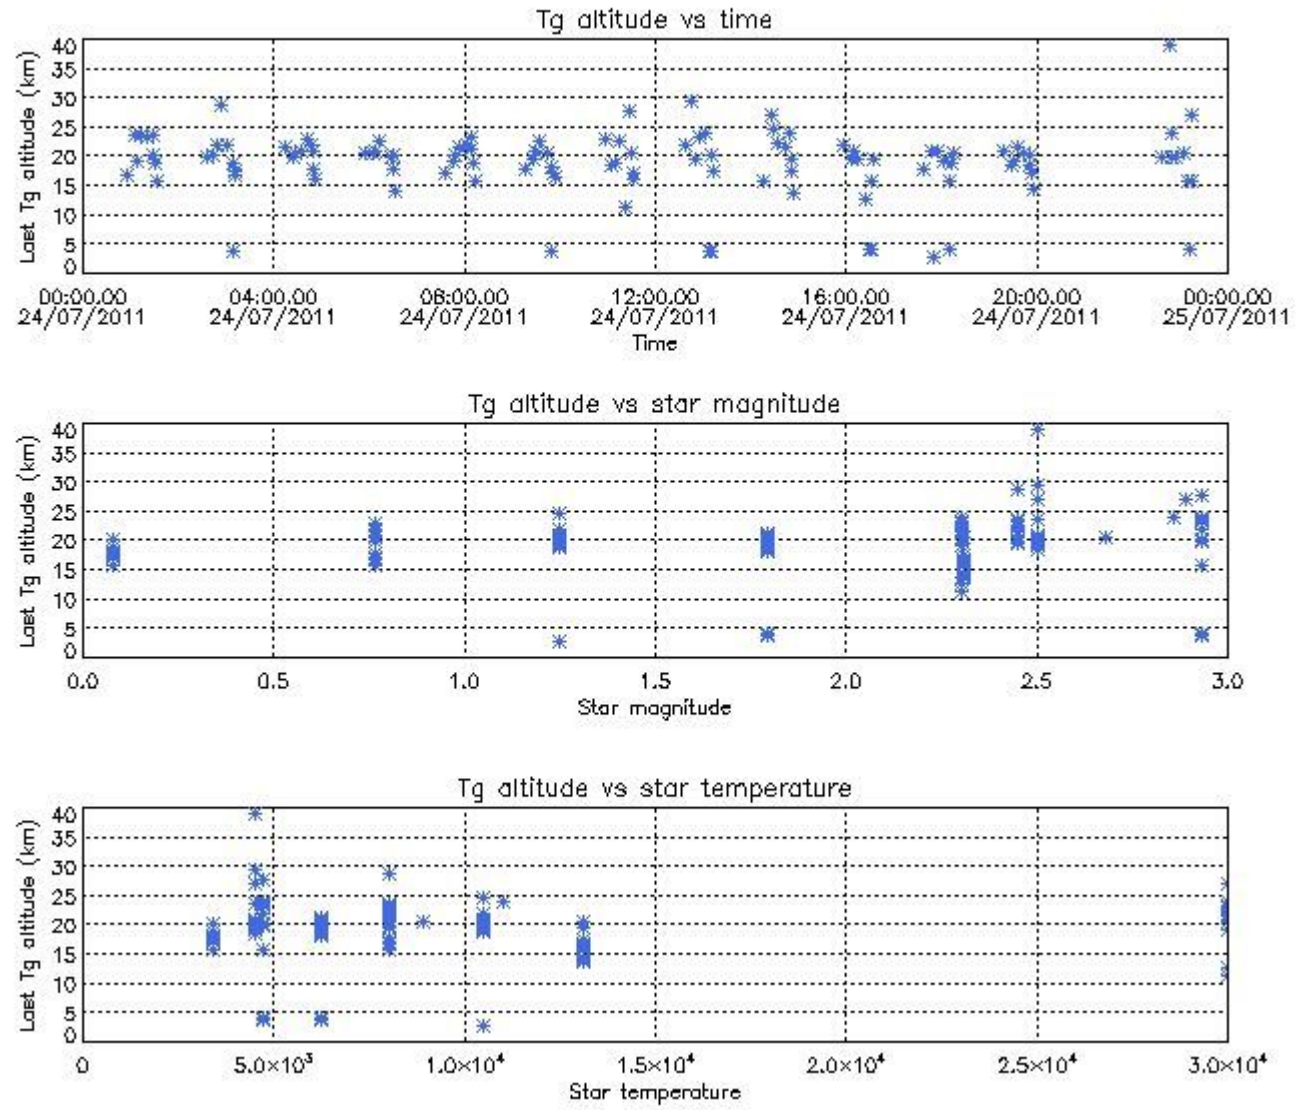 Tg altitude vs time
Last Tg altitude (km)
40
35
30
25
20
15
10
5
0
00:00.00 04:00.00 08:00.00 12:00.00 16:00.00 20:00.00 00:00.00
24/07/2011 24/07/2011 24/07/2011 24/07/2011 24/07/2011 24/07/2011 25/07/2011
Time
Tg altitude vs star magnitude
Last Tg altitude (km)
40
35
30
25
20
15
10
5
0
0.0 0.5 1.0 1.5 2.0 2.5 3.0
Star magnitude
Tg altitude vs star temperature
Last Tg altitude (km)
40
35
30
25
20
15
10
5
0
0 5.0×10³ 1.0×10⁴ 1.5×10⁴ 2.0×10⁴ 2.5×10⁴ 3.0×10⁴
Star temperature